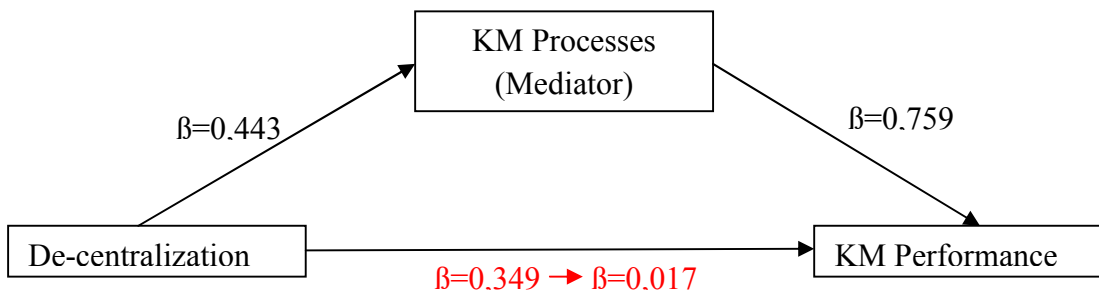 KM Processes
(Mediator)
ß=0,443
ß=0,759
De-centralization
KM Performance
ß=0,349 → ß=0,017